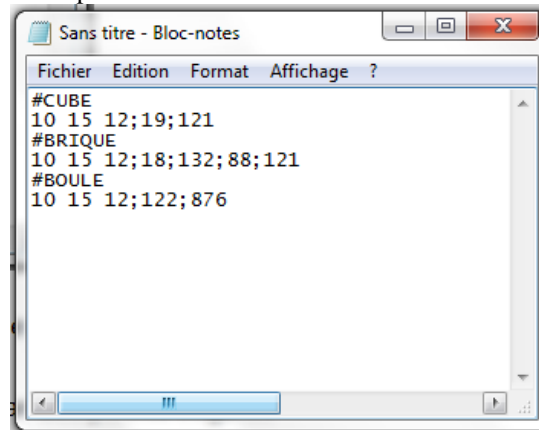 Sans titre - Bloc-notes
Fichier Edition Format Affichage ?
#CUBE
10 15 12;19;121
#BRIQUE
10 15 12;18;132;88;121
#BOULE
10 15 12;122;876